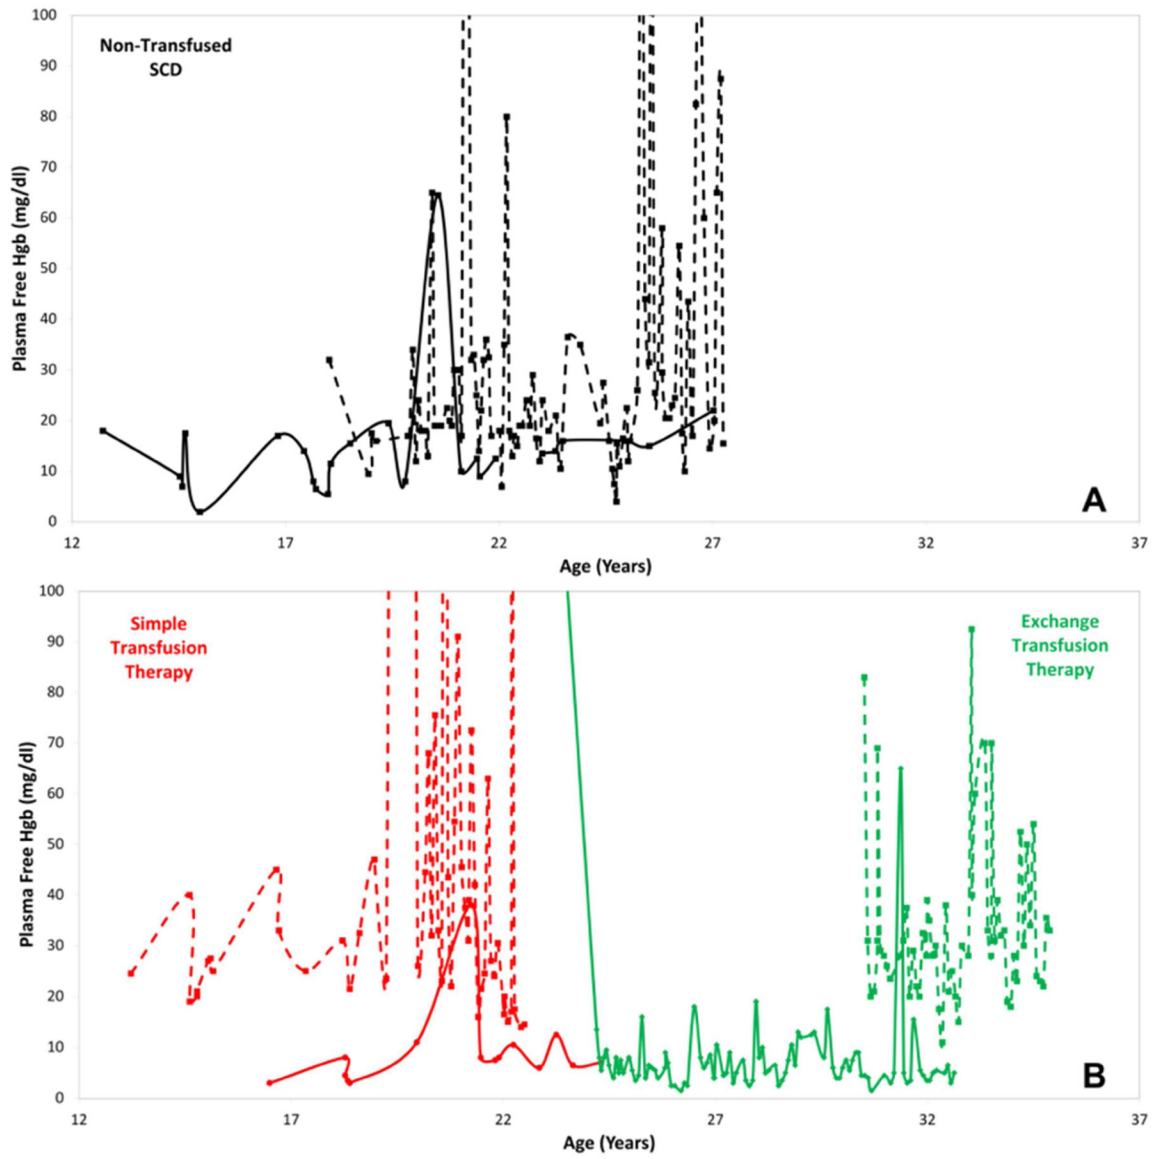 100
90
80
70
60
50
40
30
20
10
0
Plasma Free Hgb (mg/dl)
Non-Transfused
SCD
A
12 17 22 27 32 37
Age (Years)
100
90
80
70
60
50
40
30
20
10
0
Plasma Free Hgb (mg/dl)
Simple
Transfusion
Therapy
Exchange
Transfusion
Therapy
B
12 17 22 27 32 37
Age (Years)